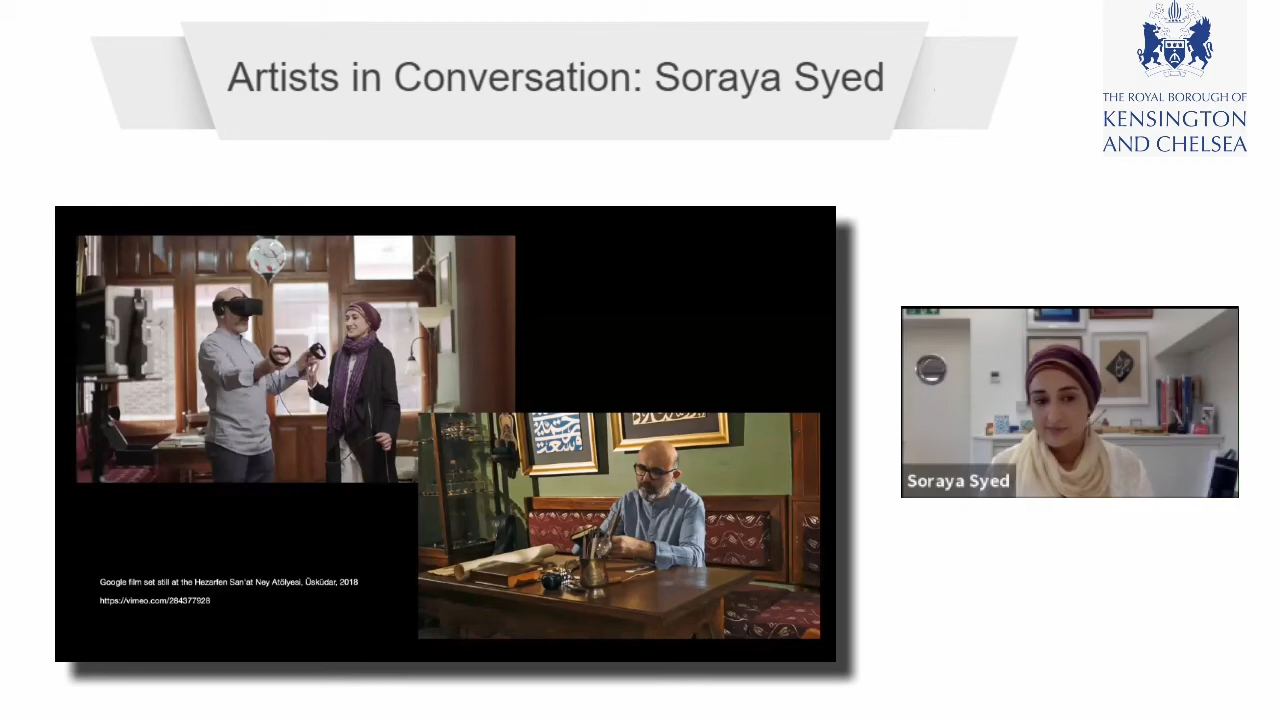 Artists in Conversation: Soraya Syed
THE ROYAL BOROUGH OF
KENSINGTON
AND CHELSEA
Google film set still at the Hezarfen San'at Ney Atölyesi, Üsküdar, 2018
https://vimeo.com/284377928
Soraya Syed